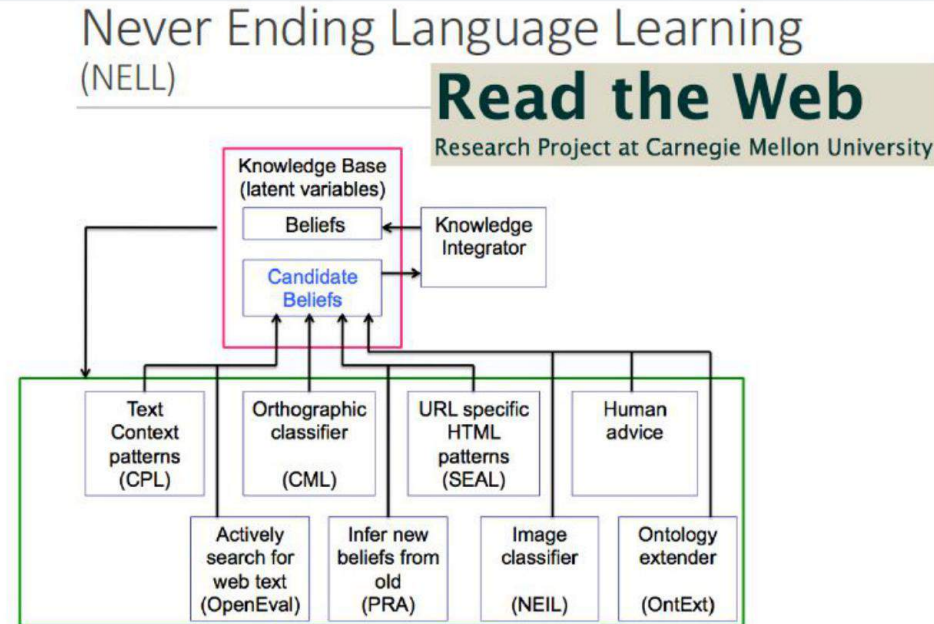 Never Ending Language Learning
(NELL)
Read the Web
Research Project at Carnegie Mellon University
Knowledge Base
(latent variables)
Beliefs
Candidate
Beliefs
Knowledge
Integrator
Text
Context
patterns
(CPL)
Orthographic
classifier
(CML)
URL specific
HTML
patterns
(SEAL)
Human
advice
Actively
search for
web text
(OpenEval)
Infer new
beliefs from
old
(PRA)
Image
classifier
(NEIL)
Ontology
extender
(OntExt)